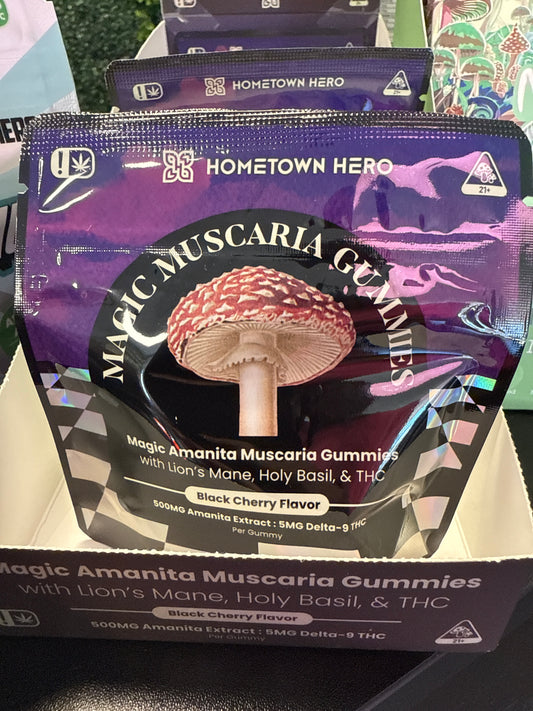 HOMETOWN HERO
21+
HOMETOWN HERO
21+
MAGIC MUSCARIA GUMMIES
Magic Amanita Muscaria Gummies
with Lion's Mane, Holy Basil, & THC
Black Cherry Flavor
500MG Amanita Extract : 5MG Delta-9 THC
Per Gummy
Magic Amanita Muscaria Gummies
with Lion's Mane, Holy Basil, & THC
Black Cherry Flavor
500MG Amanita Extract : 5MG Delta-9 THC
Per Gummy
21+